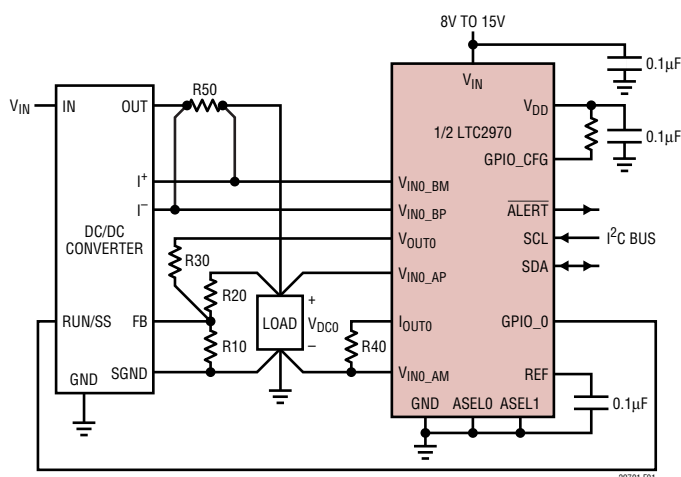 8V TO 15V
0.1µF
VIN
VDD
0.1µF
1/2 LTC2970
GPIO_CFG
R50
VIN
IN
OUT
I+
I–
DC/DC
CONVERTER
VIN0_BM
VIN0_BP
ALERT
SCL
I2C BUS
SDA
VOUT0
R30
R20
VIN0_AP
RUN/SS
FB
LOAD
+
VDC0
–
IOUT0
GPIO_0
R10
R40
SGND
VIN0_AM
REF
0.1µF
GND
GND
ASEL0
ASEL1